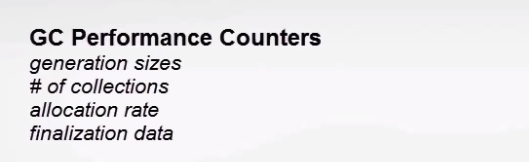 GC Performance Counters
generation sizes
# of collections
allocation rate
finalization data